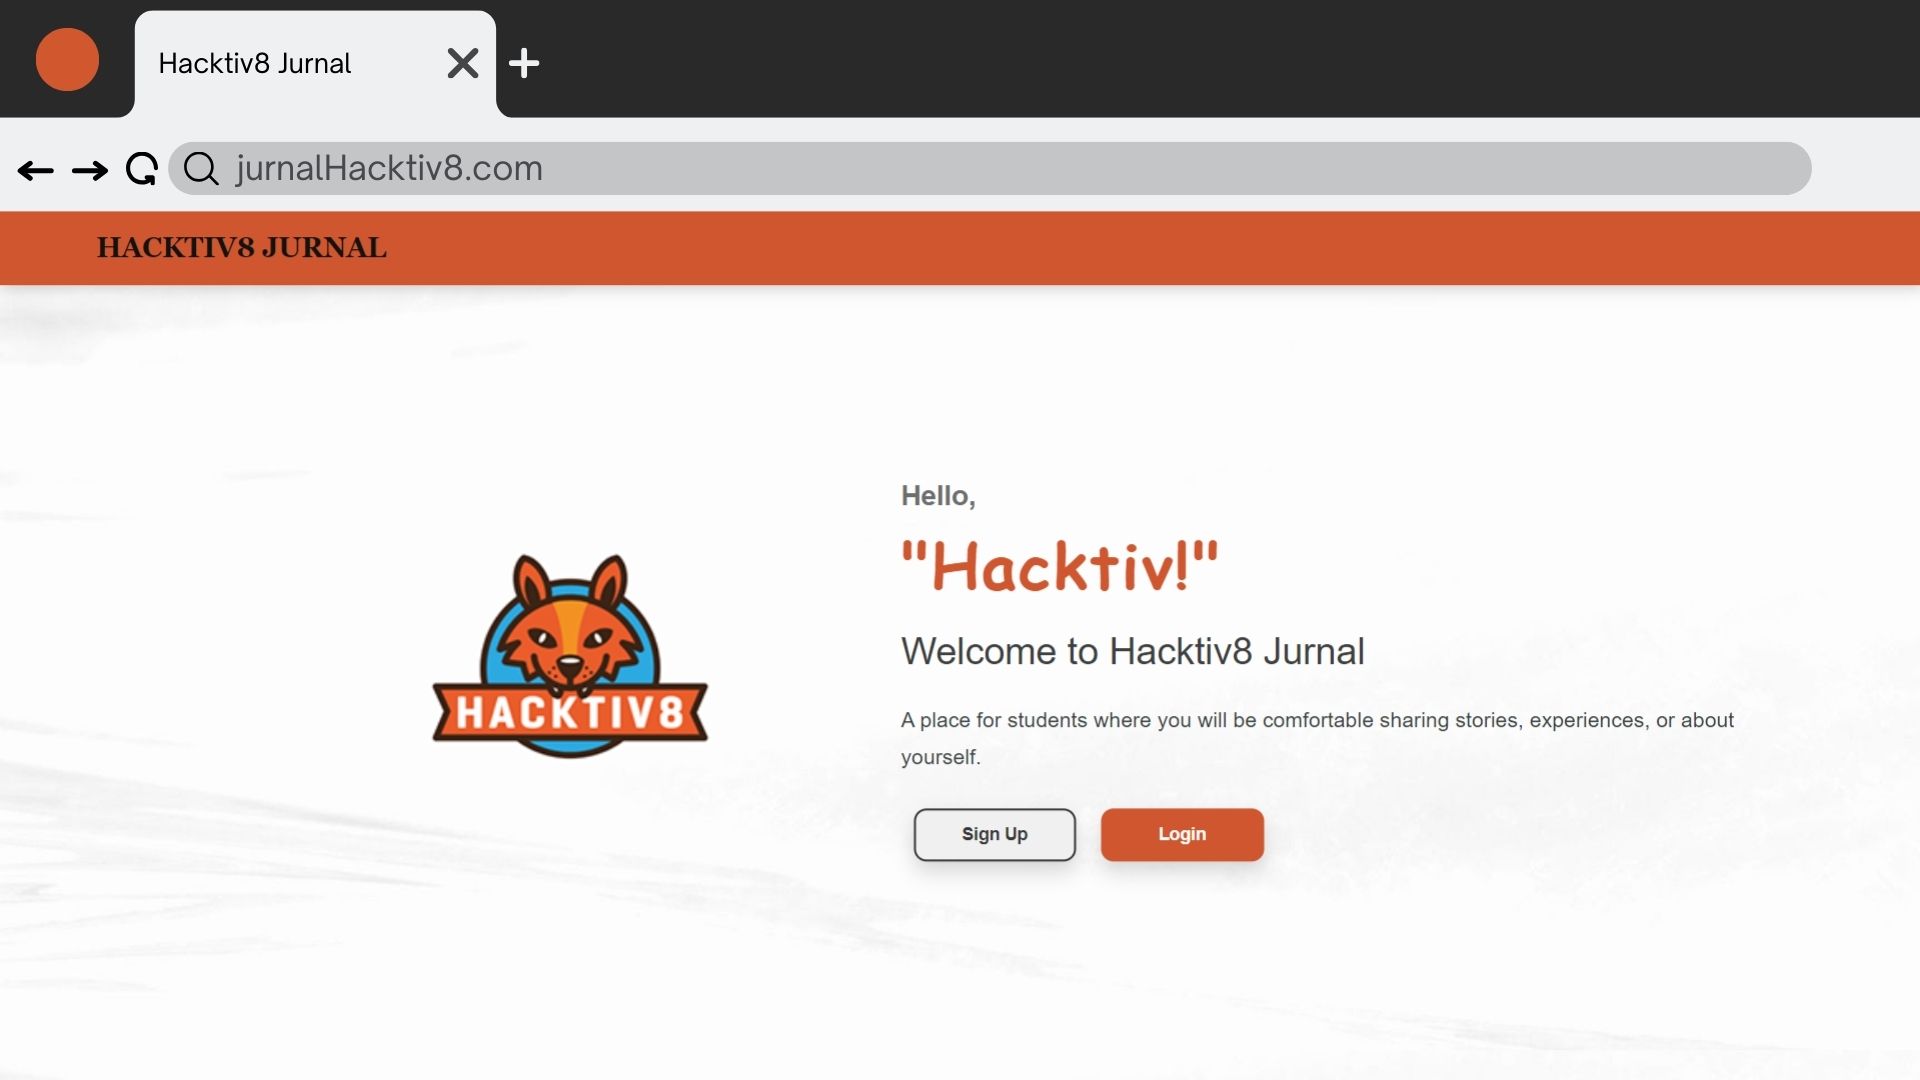 Hacktiv8 Jurnal
jurnalHacktiv8.com
HACKTIV8 JURNAL
Hello,
"Hacktiv!"
Welcome to Hacktiv8 Jurnal
A place for students where you will be comfortable sharing stories, experiences, or about
yourself.
HACKTIV8
Sign Up
Login